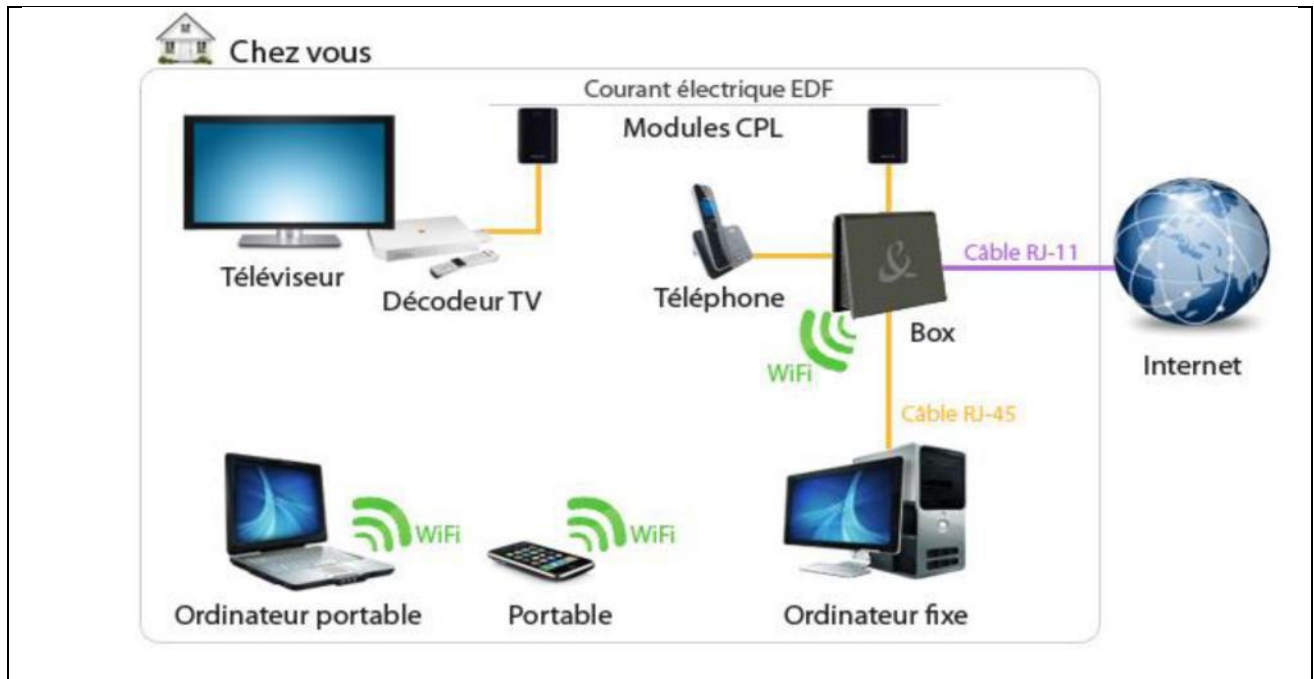 Chez vous
Courant électrique EDF
Modules CPL
Téléviseur
Décodeur TV
Téléphone
Câble RJ-11
&
Box
WiFi
Internet
Câble RJ-45
WiFi
WiFi
Ordinateur portable
Portable
Ordinateur fixe